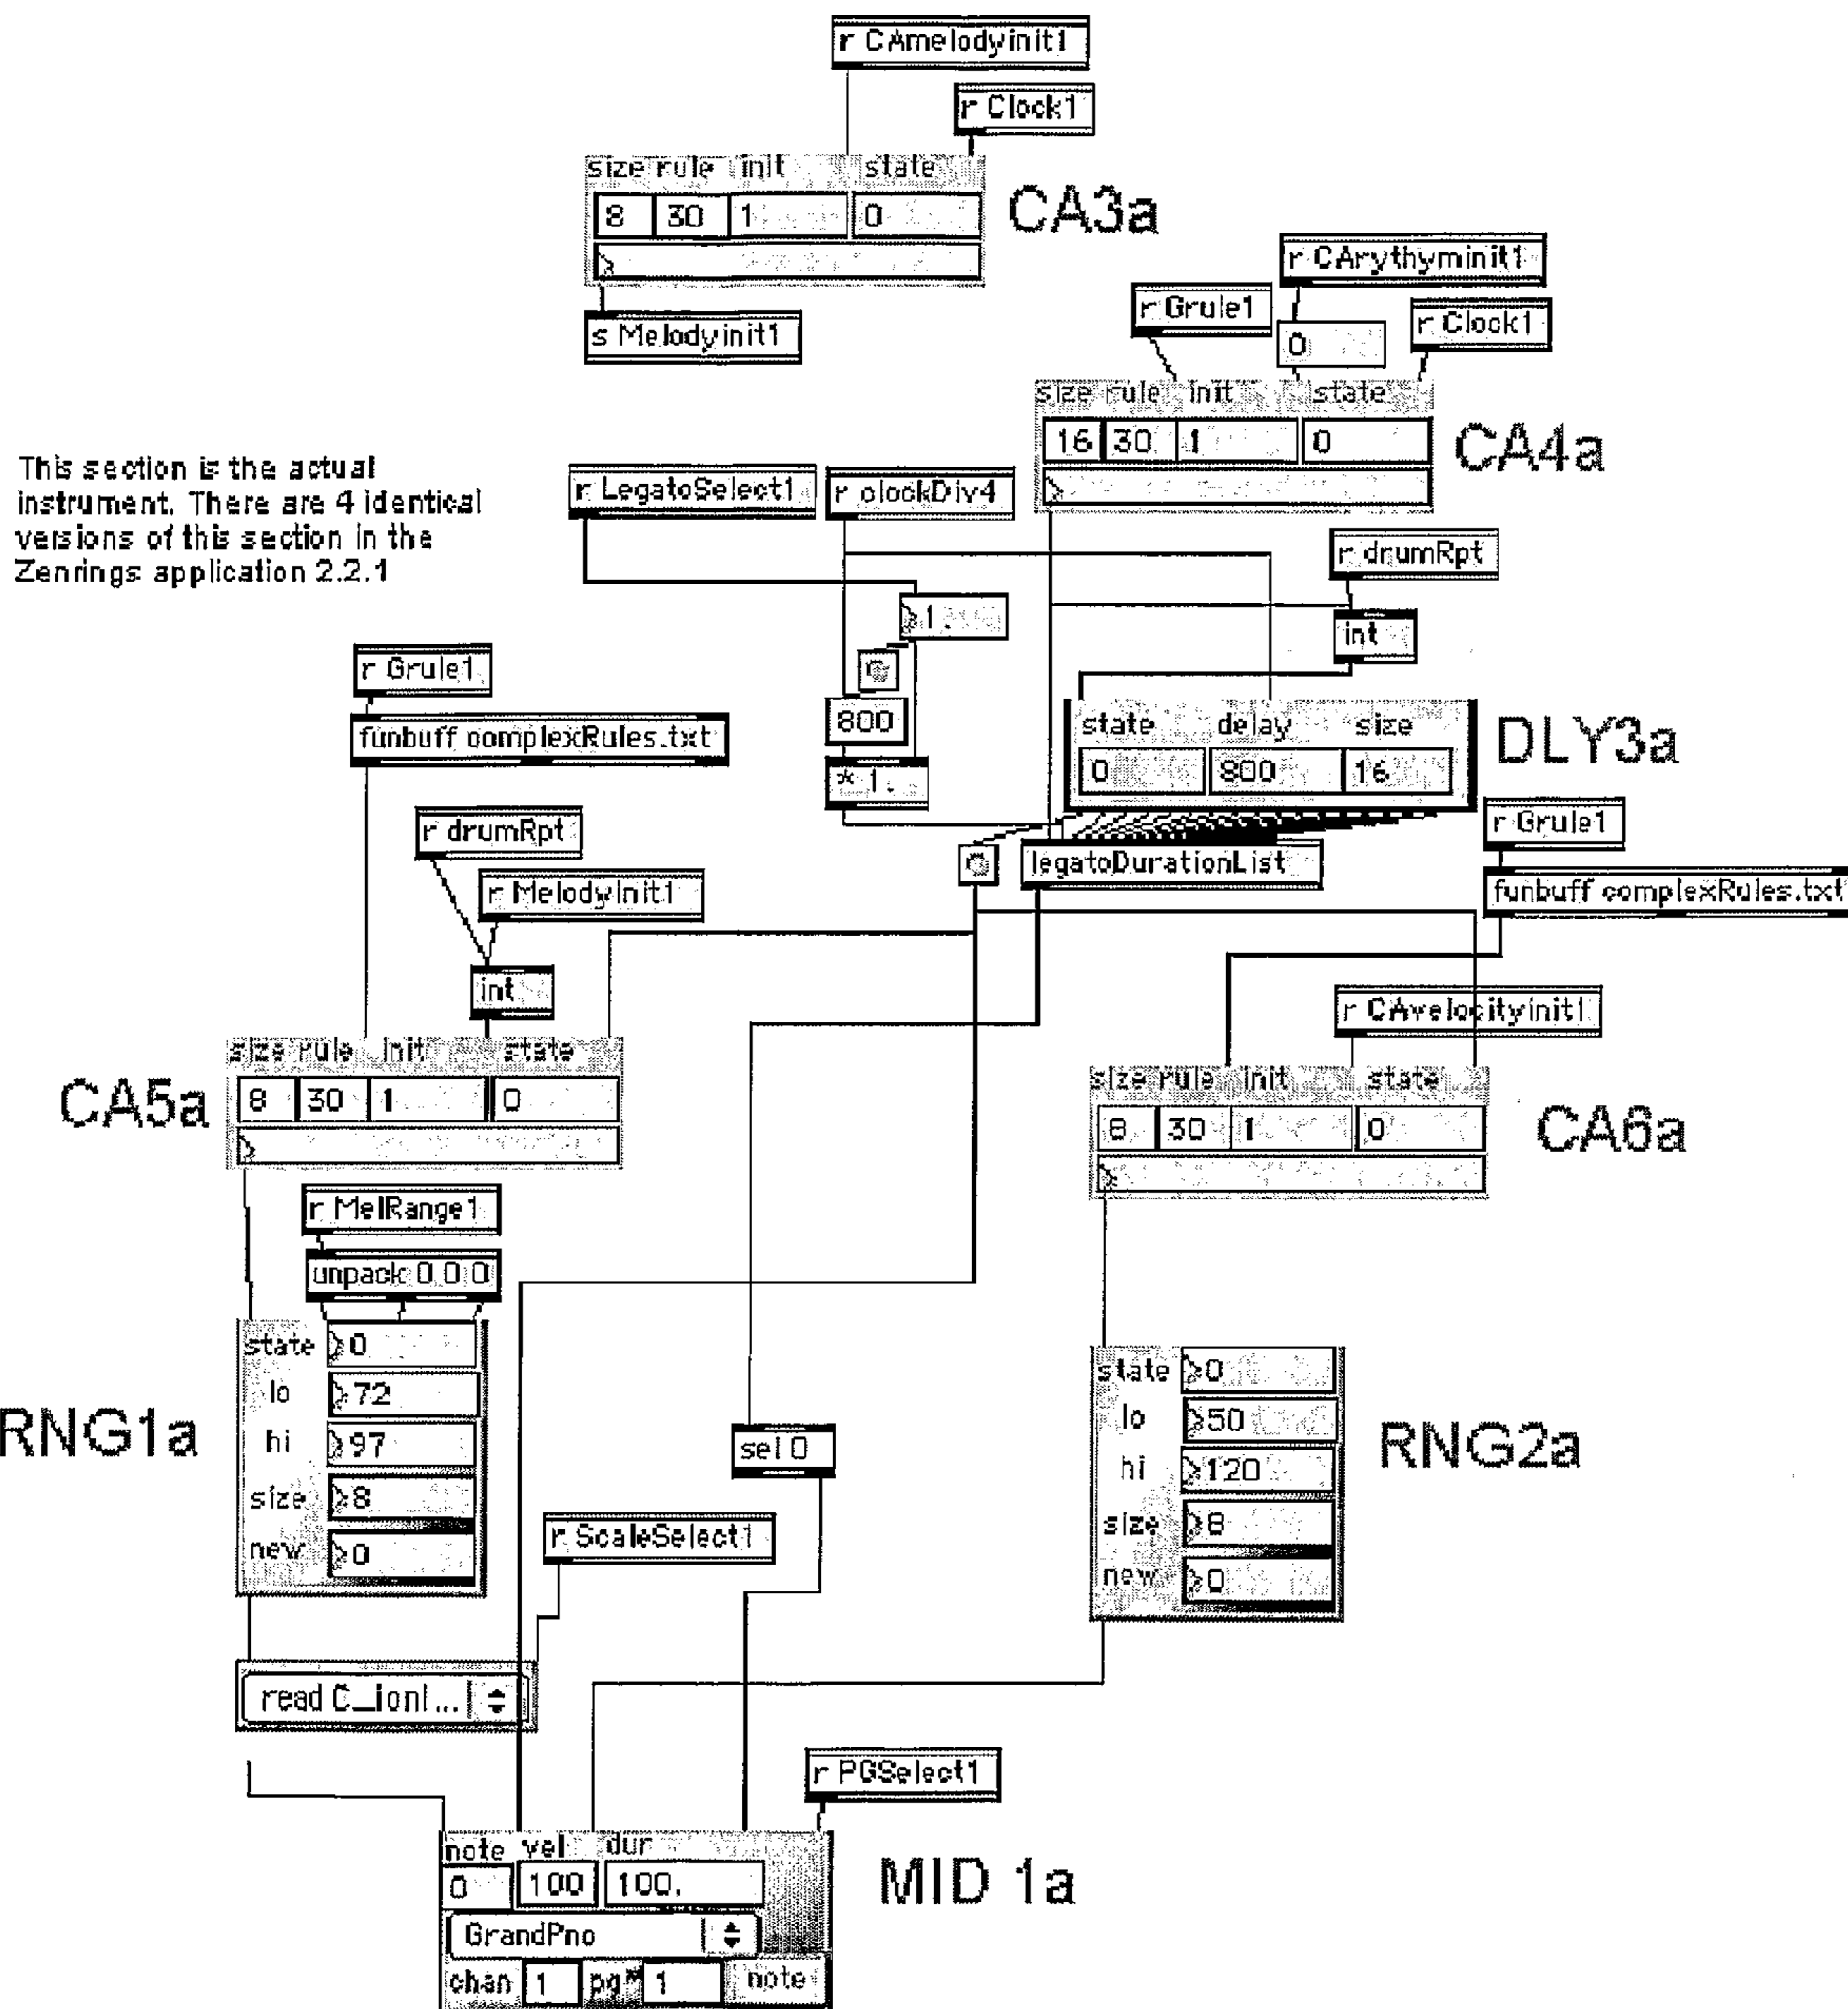 r CAmelodyinit1
r Clock1
size rule init state
8 30 1 0
CA3a
s Melodyinit1
r CArythyminit1
r Grule1
0
r Clock1
size rule init state
16 30 1 0
CA4a
This section is the actual
instrument. There are 4 identical
versions of this section in the
Zenrings application 2.2.1
r LegatoSelect1
r clockDiv4
r drumRpt
1.
int
r Grule1
funbuff complexRules.txt
800
* 1.
state delay size
0 800 16
DLY3a
r drumRpt
r MelodyInit1
int
legatoDurationList
r Grule1
funbuff complexRules.txt
r CAvelocityInit1
size rule init state
8 30 1 0
CA5a
size rule init state
8 30 1 0
CA6a
r MelRange1
unpack 0 0 0
state 0
lo 72
hi 97
size 8
new 0
RNG1a
sel 0
state 0
lo 50
hi 120
size 8
new 0
RNG2a
r ScaleSelect1
read C_ionI...
r PGSelect1
note vel dur
0 100 100.
GrandPno
chan 1 pg# 1 note
MID 1a